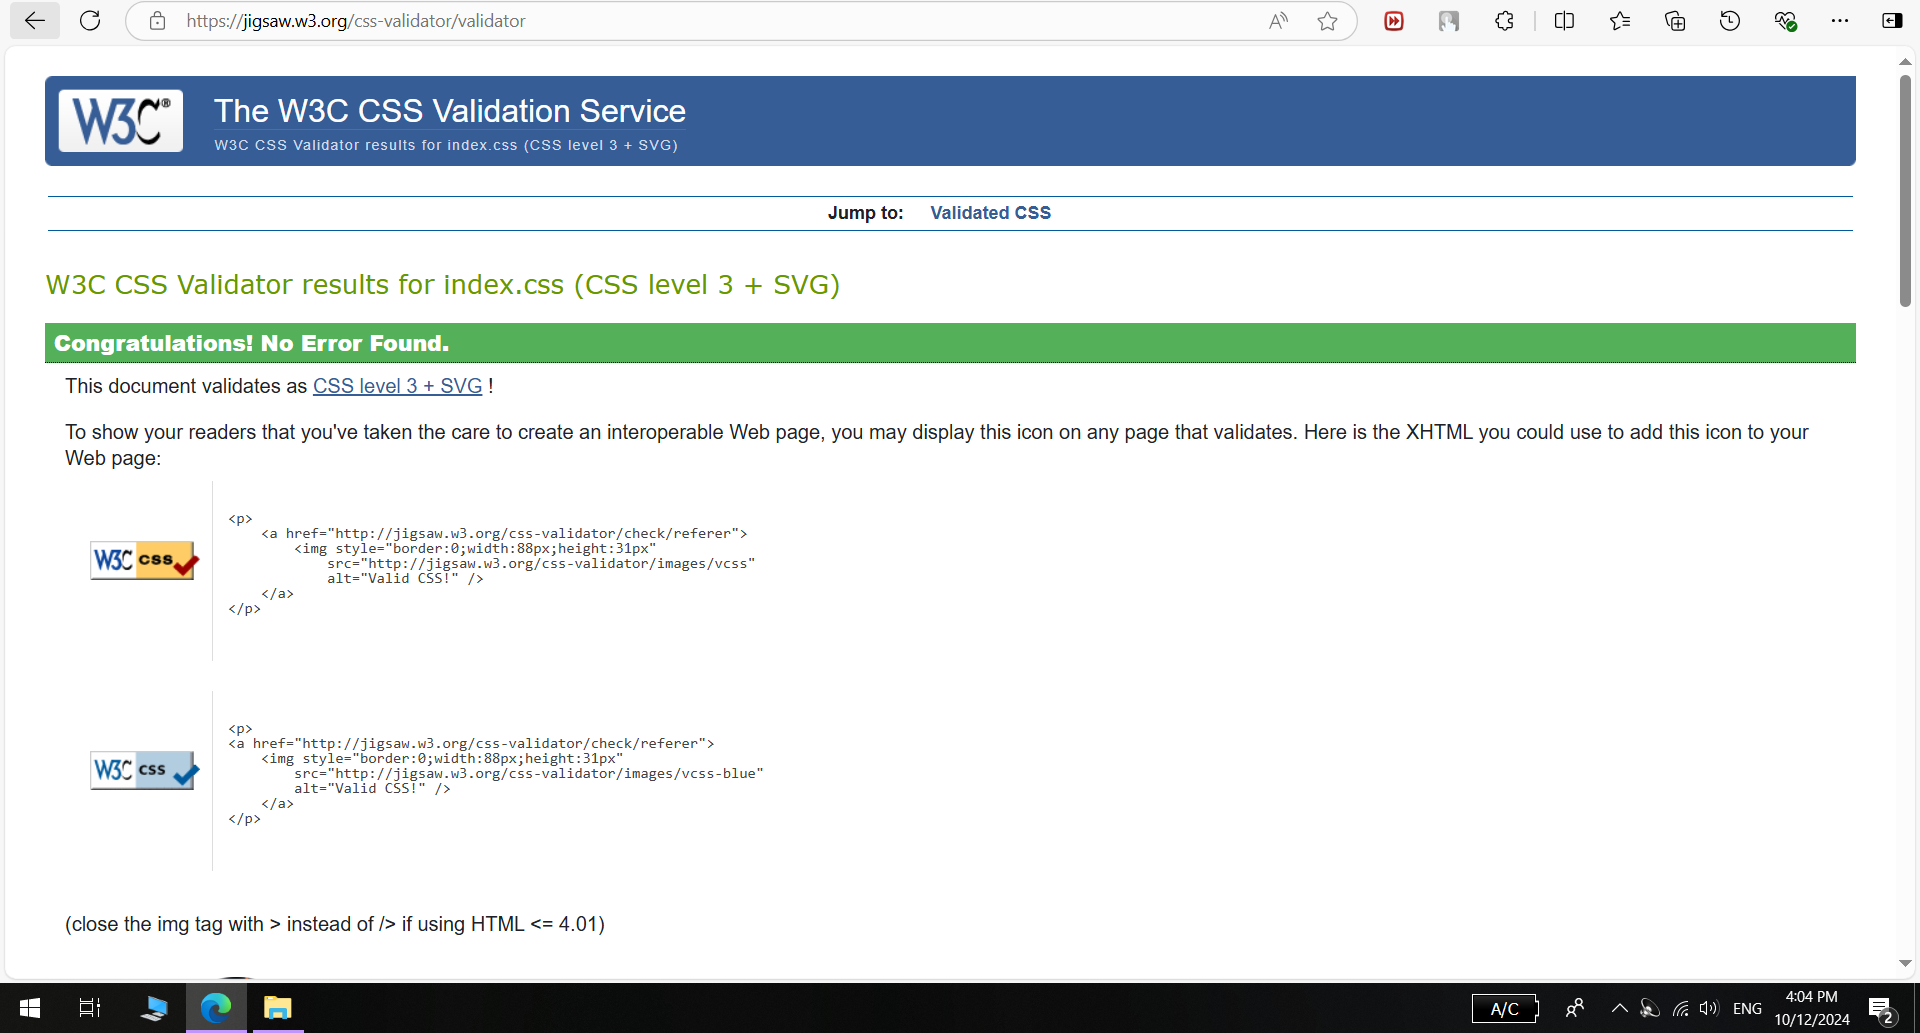 https://jigsaw.w3.org/css-validator/validator
W3C®
The W3C CSS Validation Service
W3C CSS Validator results for index.css (CSS level 3 + SVG)
Jump to: Validated CSS
W3C CSS Validator results for index.css (CSS level 3 + SVG)
Congratulations! No Error Found.
This document validates as CSS level 3 + SVG !
To show your readers that you've taken the care to create an interoperable Web page, you may display this icon on any page that validates. Here is the XHTML you could use to add this icon to your
Web page:
W3C css
<p>
    <a href="http://jigsaw.w3.org/css-validator/check/referer">
        <img style="border:0;width:88px;height:31px"
            src="http://jigsaw.w3.org/css-validator/images/vcss"
            alt="Valid CSS!" />
    </a>
</p>
W3C css
<p>
<a href="http://jigsaw.w3.org/css-validator/check/referer">
    <img style="border:0;width:88px;height:31px"
        src="http://jigsaw.w3.org/css-validator/images/vcss-blue"
        alt="Valid CSS!" />
    </a>
</p>
(close the img tag with > instead of /> if using HTML <= 4.01)
A/C
ENG
4:04 PM
10/12/2024
2